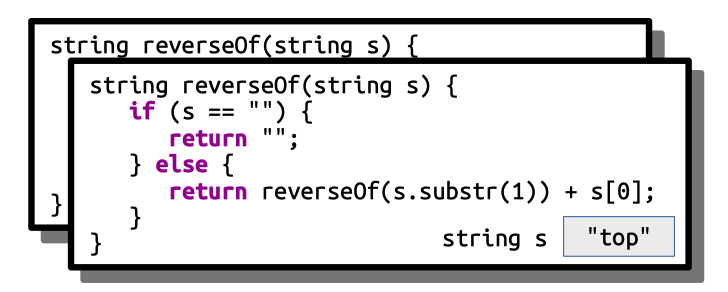 string reverseOf(string s) {
string reverseOf(string s) {
if (s == "") {
return "";
} else {
return reverseOf(s.substr(1)) + s[0];
}
}
}
string s "top"